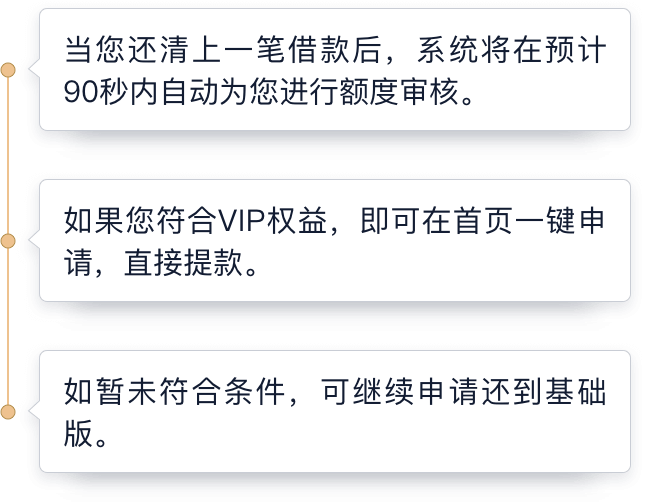 当您还清上一笔借款后，系统将在预计
90秒内自动为您进行额度审核。
如果您符合VIP权益，即可在首页一键申
请，直接提款。
如暂未符合条件，可继续申请还到基础
版。